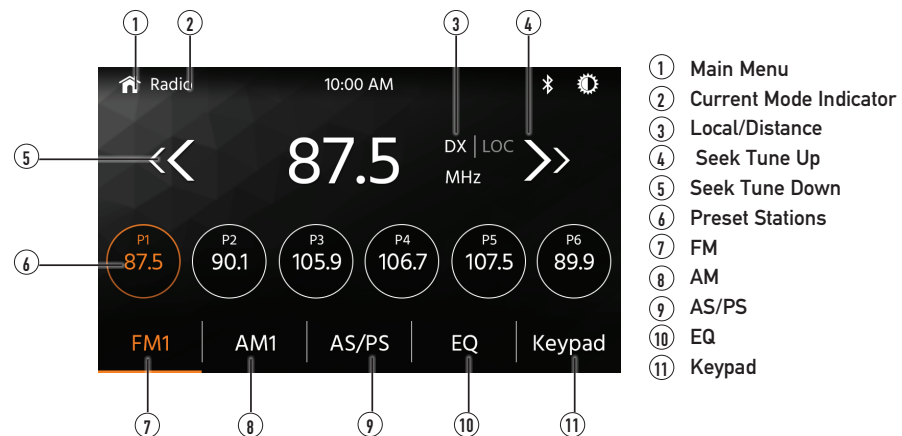 1 2 3 4
Radio 10:00 AM
87.5 DX | LOC
MHz
5
P1 P2 P3 P4 P5 P6
87.5 90.1 105.9 106.7 107.5 89.9
6
FM1 AM1 AS/PS EQ Keypad
7 8 9 10 11
1 Main Menu
2 Current Mode Indicator
3 Local/Distance
4 Seek Tune Up
5 Seek Tune Down
6 Preset Stations
7 FM
8 AM
9 AS/PS
10 EQ
11 Keypad